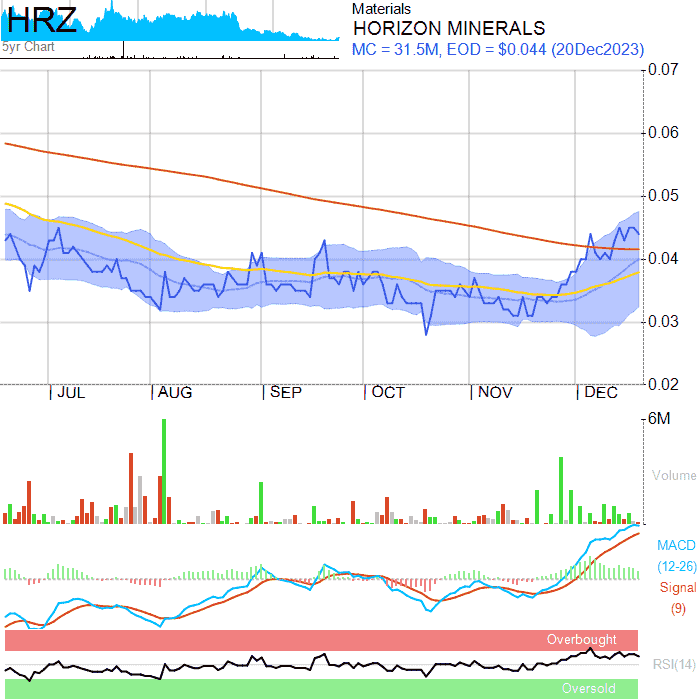 HRZ
5yr Chart
Materials
HORIZON MINERALS
MC = 31.5M, EOD = $0.044 (20Dec2023)
0.07
0.06
0.05
0.04
0.03
0.02
JUL AUG SEP OCT NOV DEC
6M
Volume
MACD
(12-26)
Signal
(9)
Overbought
RSI(14)
Oversold